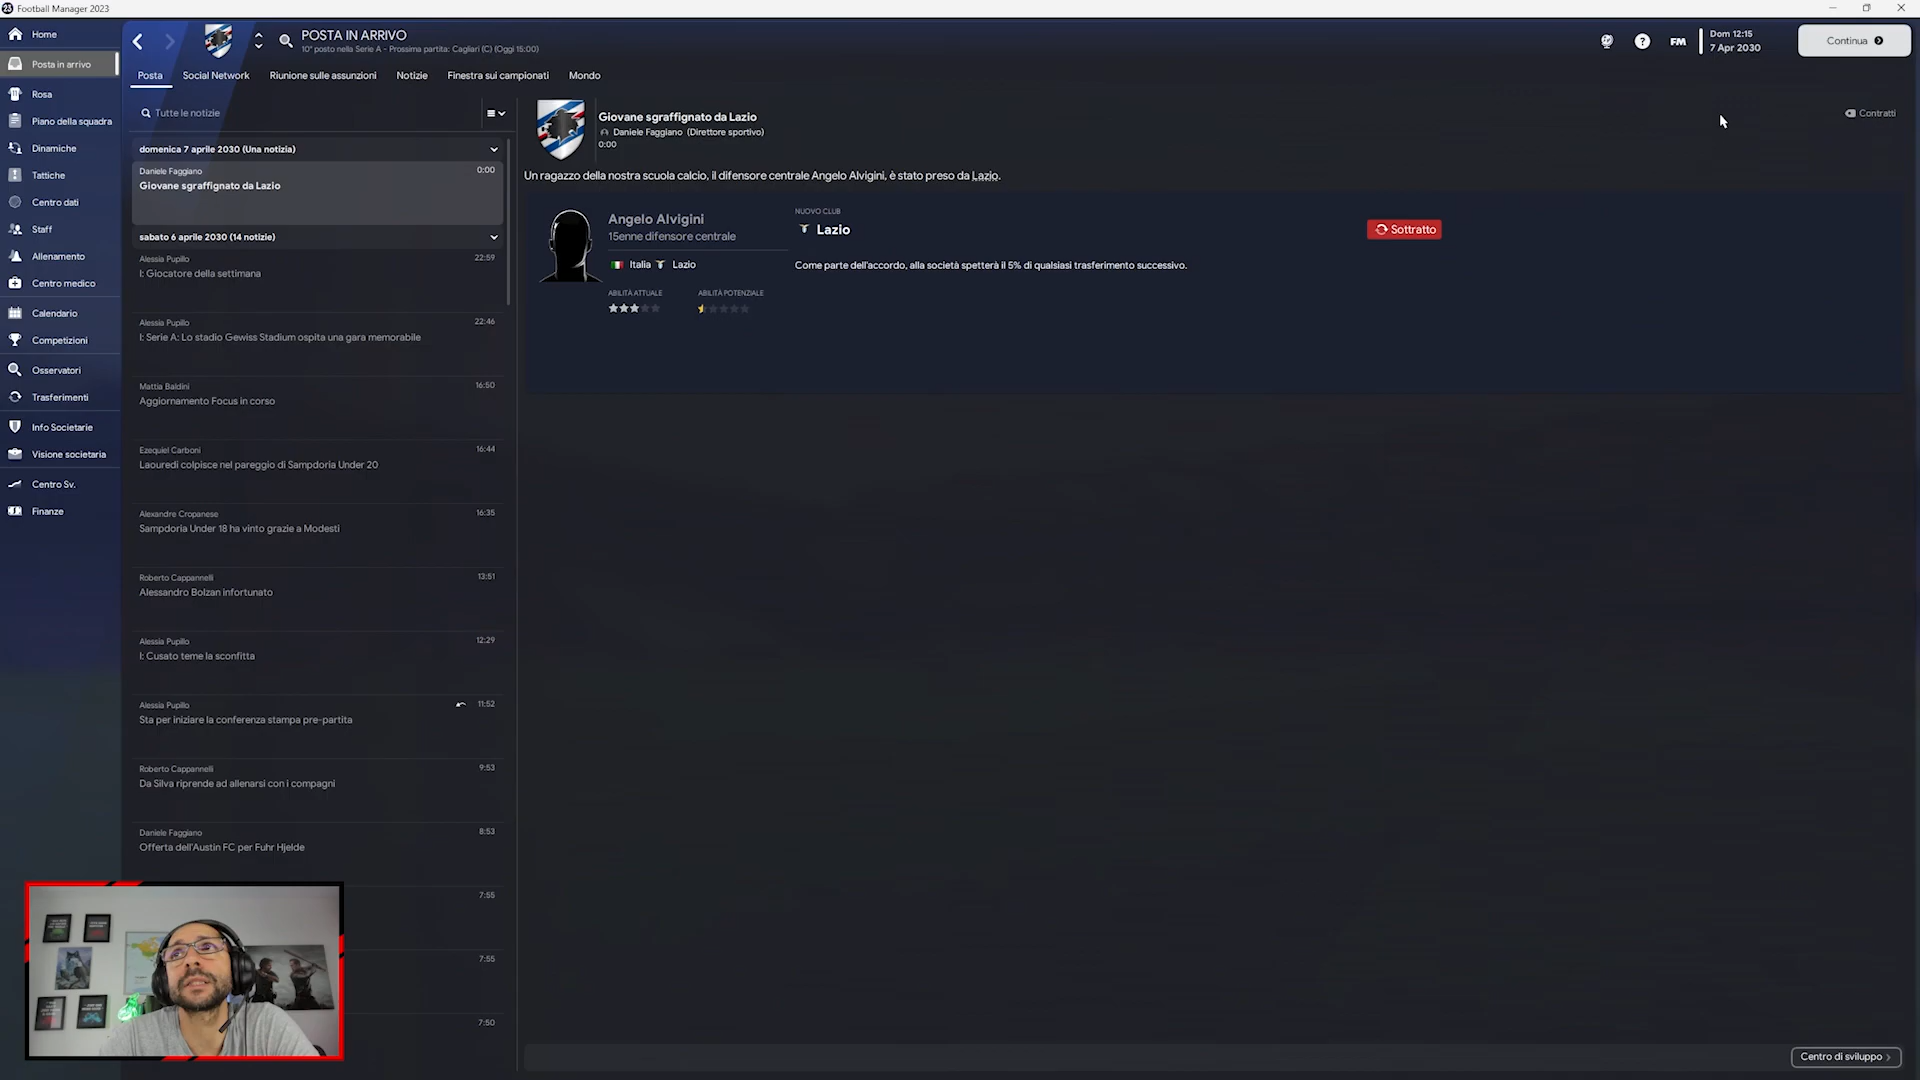 Football Manager 2023
Home
Posta in arrivo
Rosa
Piano della squadra
Dinamiche
Tattiche
Centro dati
Staff
Allenamento
Centro medico
Calendario
Competizioni
Osservatori
Trasferimenti
Info Societarie
Visione societaria
Centro Sv.
Finanze
POSTA IN ARRIVO
10° posto nella Serie A - Prossima partita: Cagliari (C) (Oggi 15:00)
FM
Dom 12:15
7 Apr 2030
Continua
Posta
Social Network
Riunione sulle assunzioni
Notizie
Finestra sui campionati
Mondo
Tutte le notizie
domenica 7 aprile 2030 (Una notizia)
Daniele Faggiano 0:00
Giovane sgraffignato da Lazio
sabato 6 aprile 2030 (14 notizie)
Alessia Pupillo 22:59
I: Giocatore della settimana
Alessia Pupillo 22:46
I: Serie A: Lo stadio Gewiss Stadium ospita una gara memorabile
Mattia Baldini 16:50
Aggiornamento Focus in corso
Ezequiel Carboni 16:44
Laouredi colpisce nel pareggio di Sampdoria Under 20
Alexandre Cropanese 16:35
Sampdoria Under 18 ha vinto grazie a Modesti
Roberto Cappannelli 13:51
Alessandro Bolzan infortunato
Alessia Pupillo 12:29
I: Cusato teme la sconfitta
Alessia Pupillo 11:52
Sta per iniziare la conferenza stampa pre-partita
Roberto Cappannelli 9:53
Da Silva riprende ad allenarsi con i compagni
Daniele Faggiano 8:53
Offerta dell'Austin FC per Fuhr Hjelde
7:55
7:55
7:50
Giovane sgraffignato da Lazio
Daniele Faggiano (Direttore sportivo)
0:00
Contratti
Un ragazzo della nostra scuola calcio, il difensore centrale Angelo Alvigini, è stato preso da Lazio.
Angelo Alvigini
15enne difensore centrale
Italia Lazio
ABILITÀ ATTUALE
ABILITÀ POTENZIALE
NUOVO CLUB
Lazio
Sottratto
Come parte dell'accordo, alla società spetterà il 5% di qualsiasi trasferimento successivo.
Centro di sviluppo